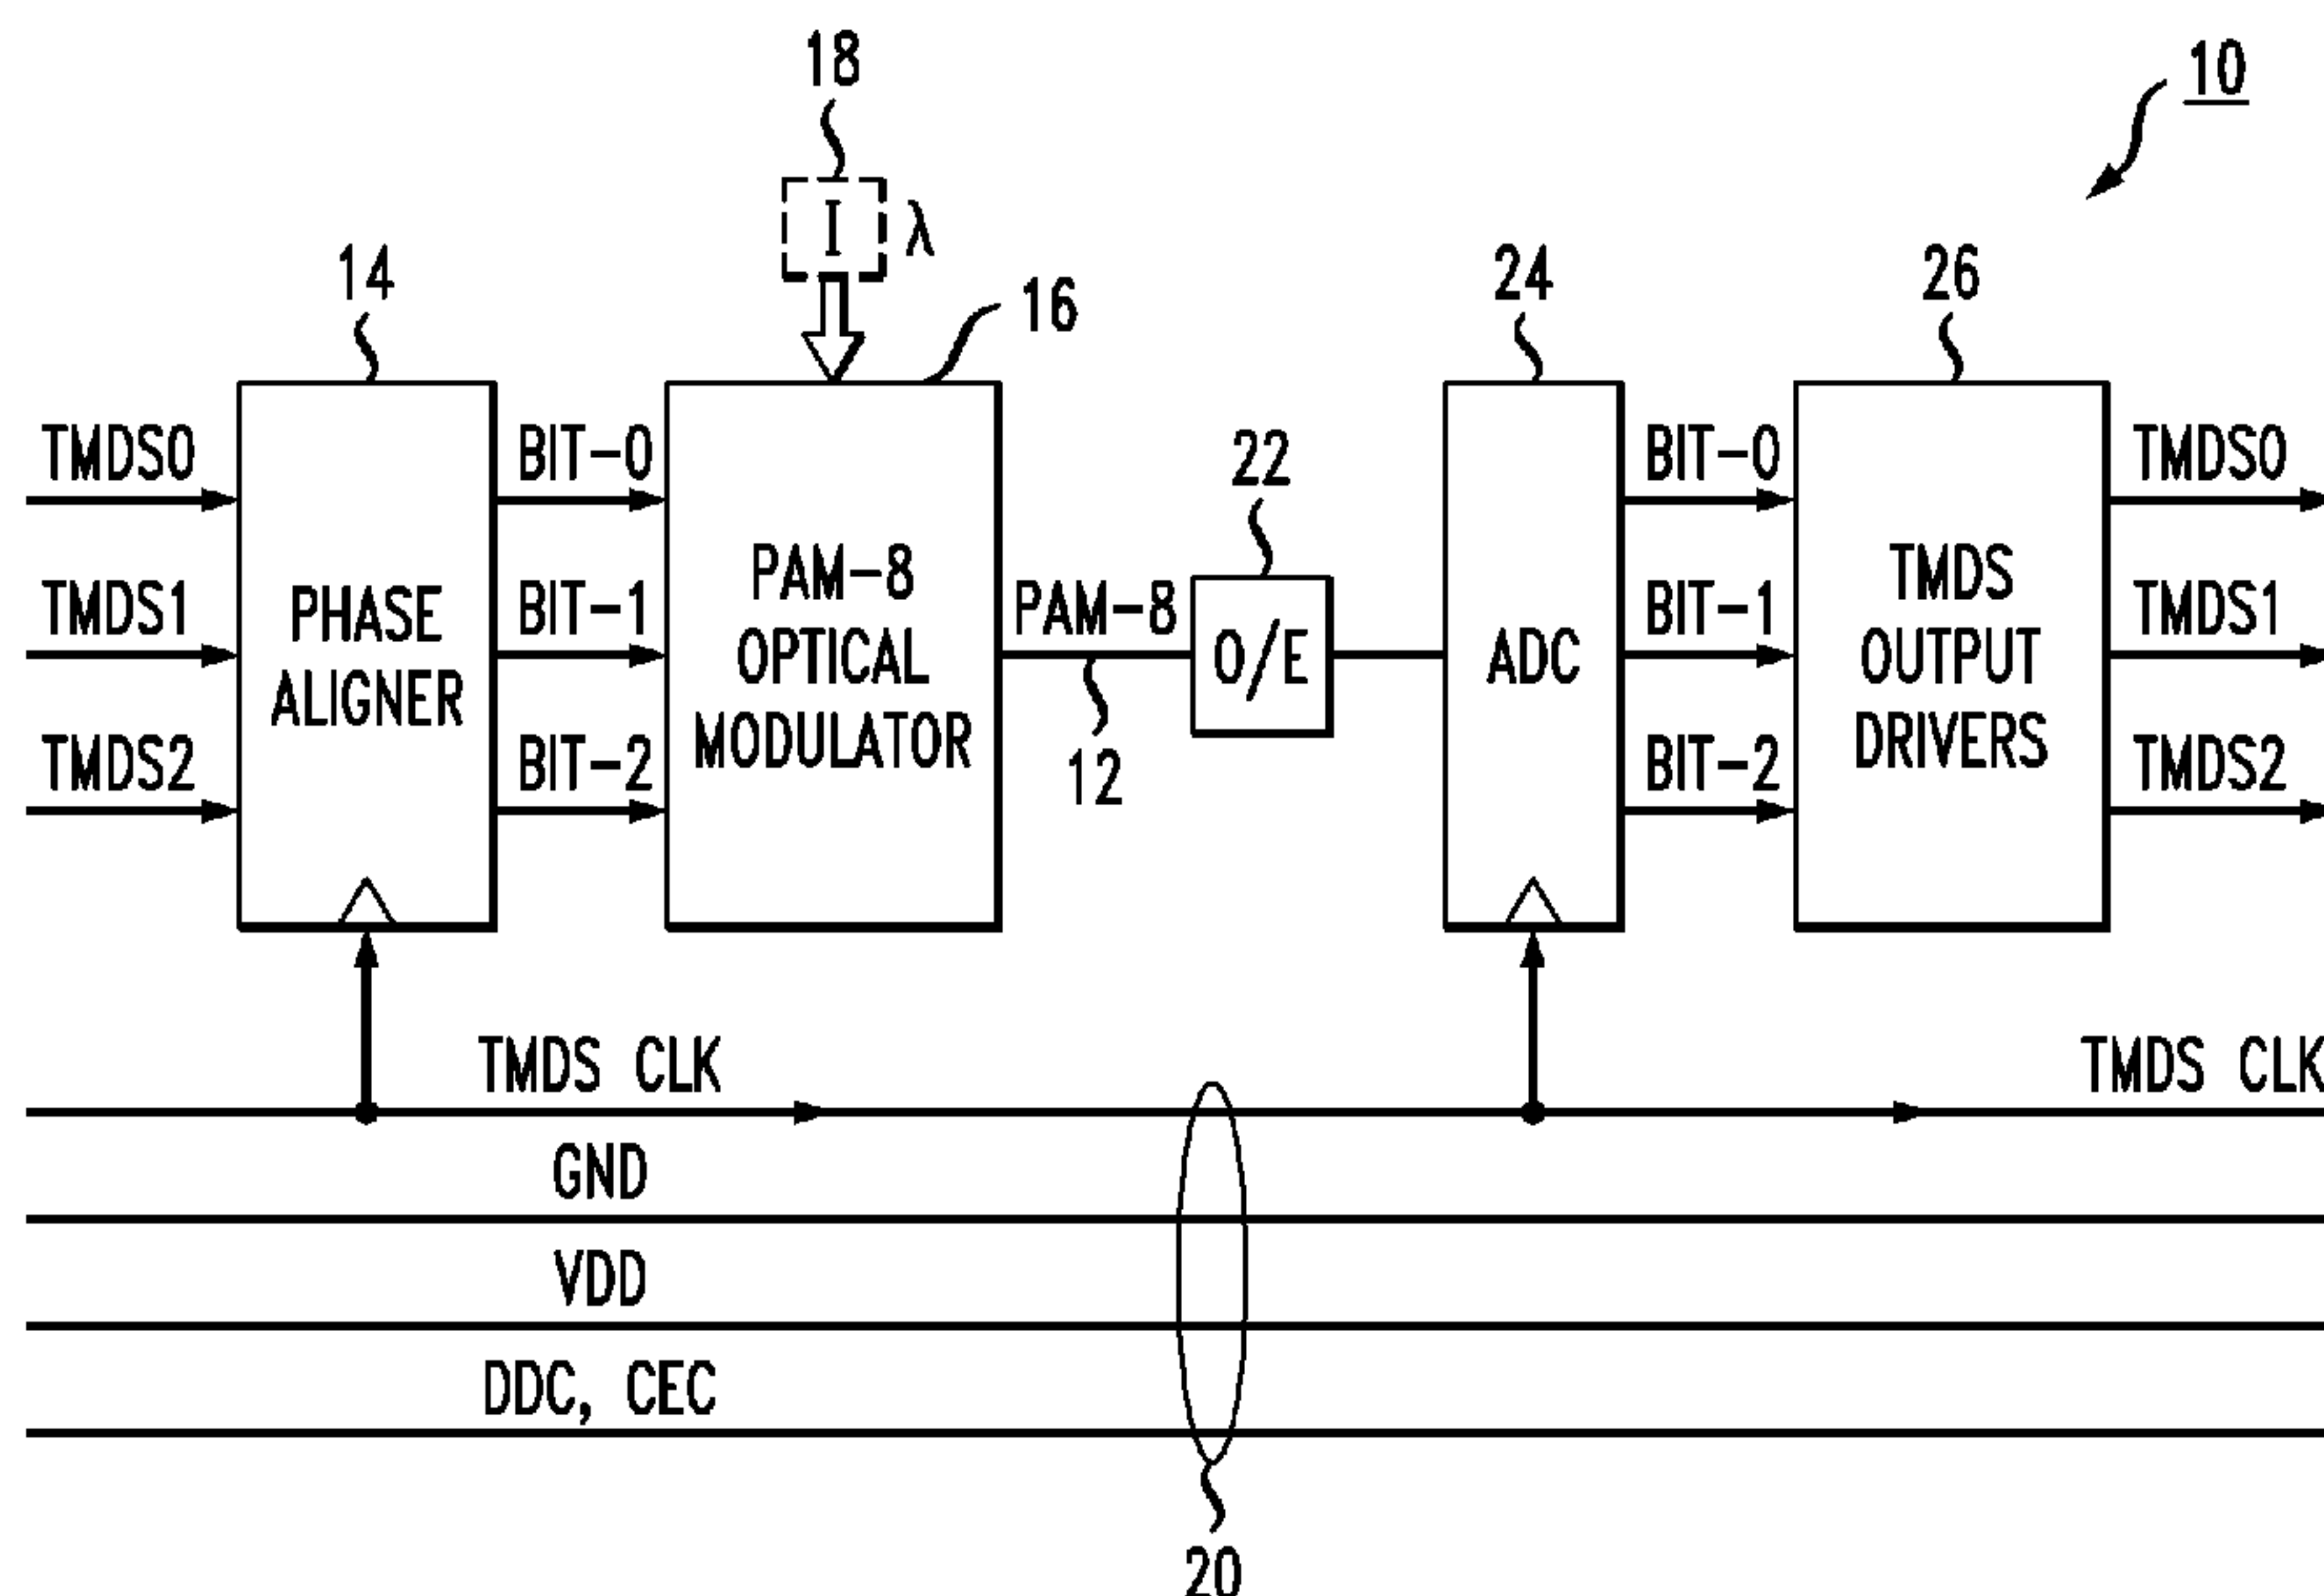 18
10
I λ
14
16
24
26
TMDS0
BIT-0
22
BIT-0
TMDS0
PHASE
ALIGNER
PAM-8
OPTICAL
MODULATOR
PAM-8
O/E
ADC
TMDS
OUTPUT
DRIVERS
TMDS1
BIT-1
BIT-1
TMDS1
TMDS2
BIT-2
12
BIT-2
TMDS2
TMDS CLK
TMDS CLK
GND
VDD
DDC, CEC
20